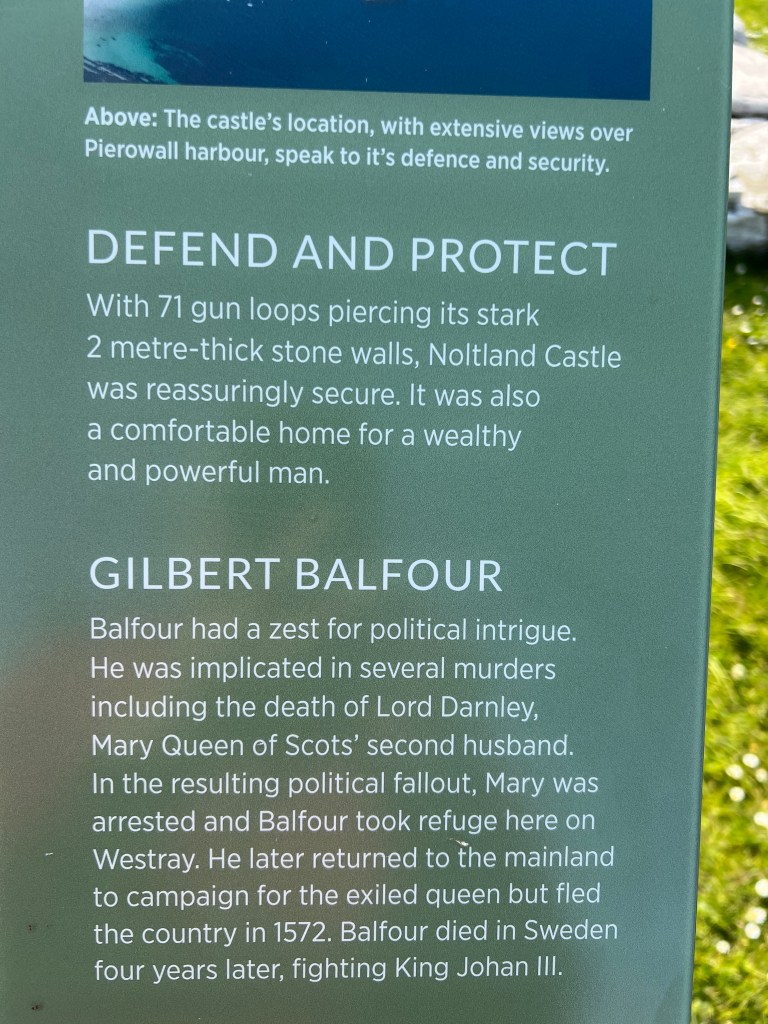 Above: The castle's location, with extensive views over
Pierowall harbour, speak to it's defence and security.
DEFEND AND PROTECT
With 71 gun loops piercing its stark
2 metre-thick stone walls, Noltland Castle
was reassuringly secure. It was also
a comfortable home for a wealthy
and powerful man.
GILBERT BALFOUR
Balfour had a zest for political intrigue.
He was implicated in several murders
including the death of Lord Darnley,
Mary Queen of Scots' second husband.
In the resulting political fallout, Mary was
arrested and Balfour took refuge here on
Westray. He later returned to the mainland
to campaign for the exiled queen but fled
the country in 1572. Balfour died in Sweden
four years later, fighting King Johan III.